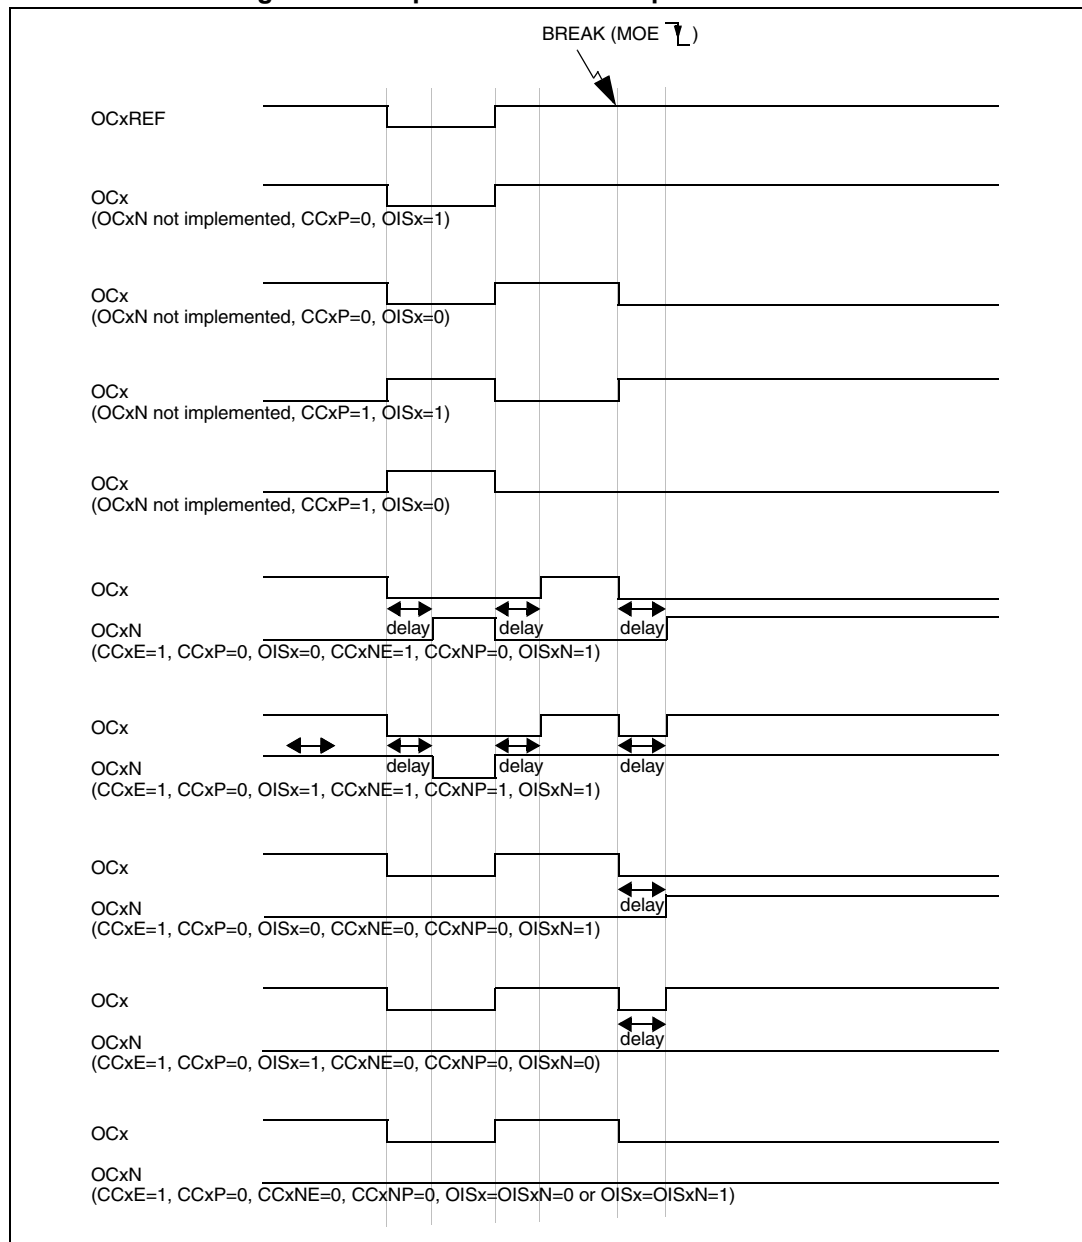 BREAK (MOE )
OCxREF
OCx
(OCxN not implemented, CCxP=0, OISx=1)
OCx
(OCxN not implemented, CCxP=0, OISx=0)
OCx
(OCxN not implemented, CCxP=1, OISx=1)
OCx
(OCxN not implemented, CCxP=1, OISx=0)
OCx
delay delay delay
OCxN
(CCxE=1, CCxP=0, OISx=0, CCxNE=1, CCxNP=0, OISxN=1)
OCx
delay delay delay
OCxN
(CCxE=1, CCxP=0, OISx=1, CCxNE=1, CCxNP=1, OISxN=1)
OCx
delay
OCxN
(CCxE=1, CCxP=0, OISx=0, CCxNE=0, CCxNP=0, OISxN=1)
OCx
delay
OCxN
(CCxE=1, CCxP=0, OISx=1, CCxNE=0, CCxNP=0, OISxN=0)
OCx
OCxN
(CCxE=1, CCxP=0, CCxNE=0, CCxNP=0, OISx=OISxN=0 or OISx=OISxN=1)